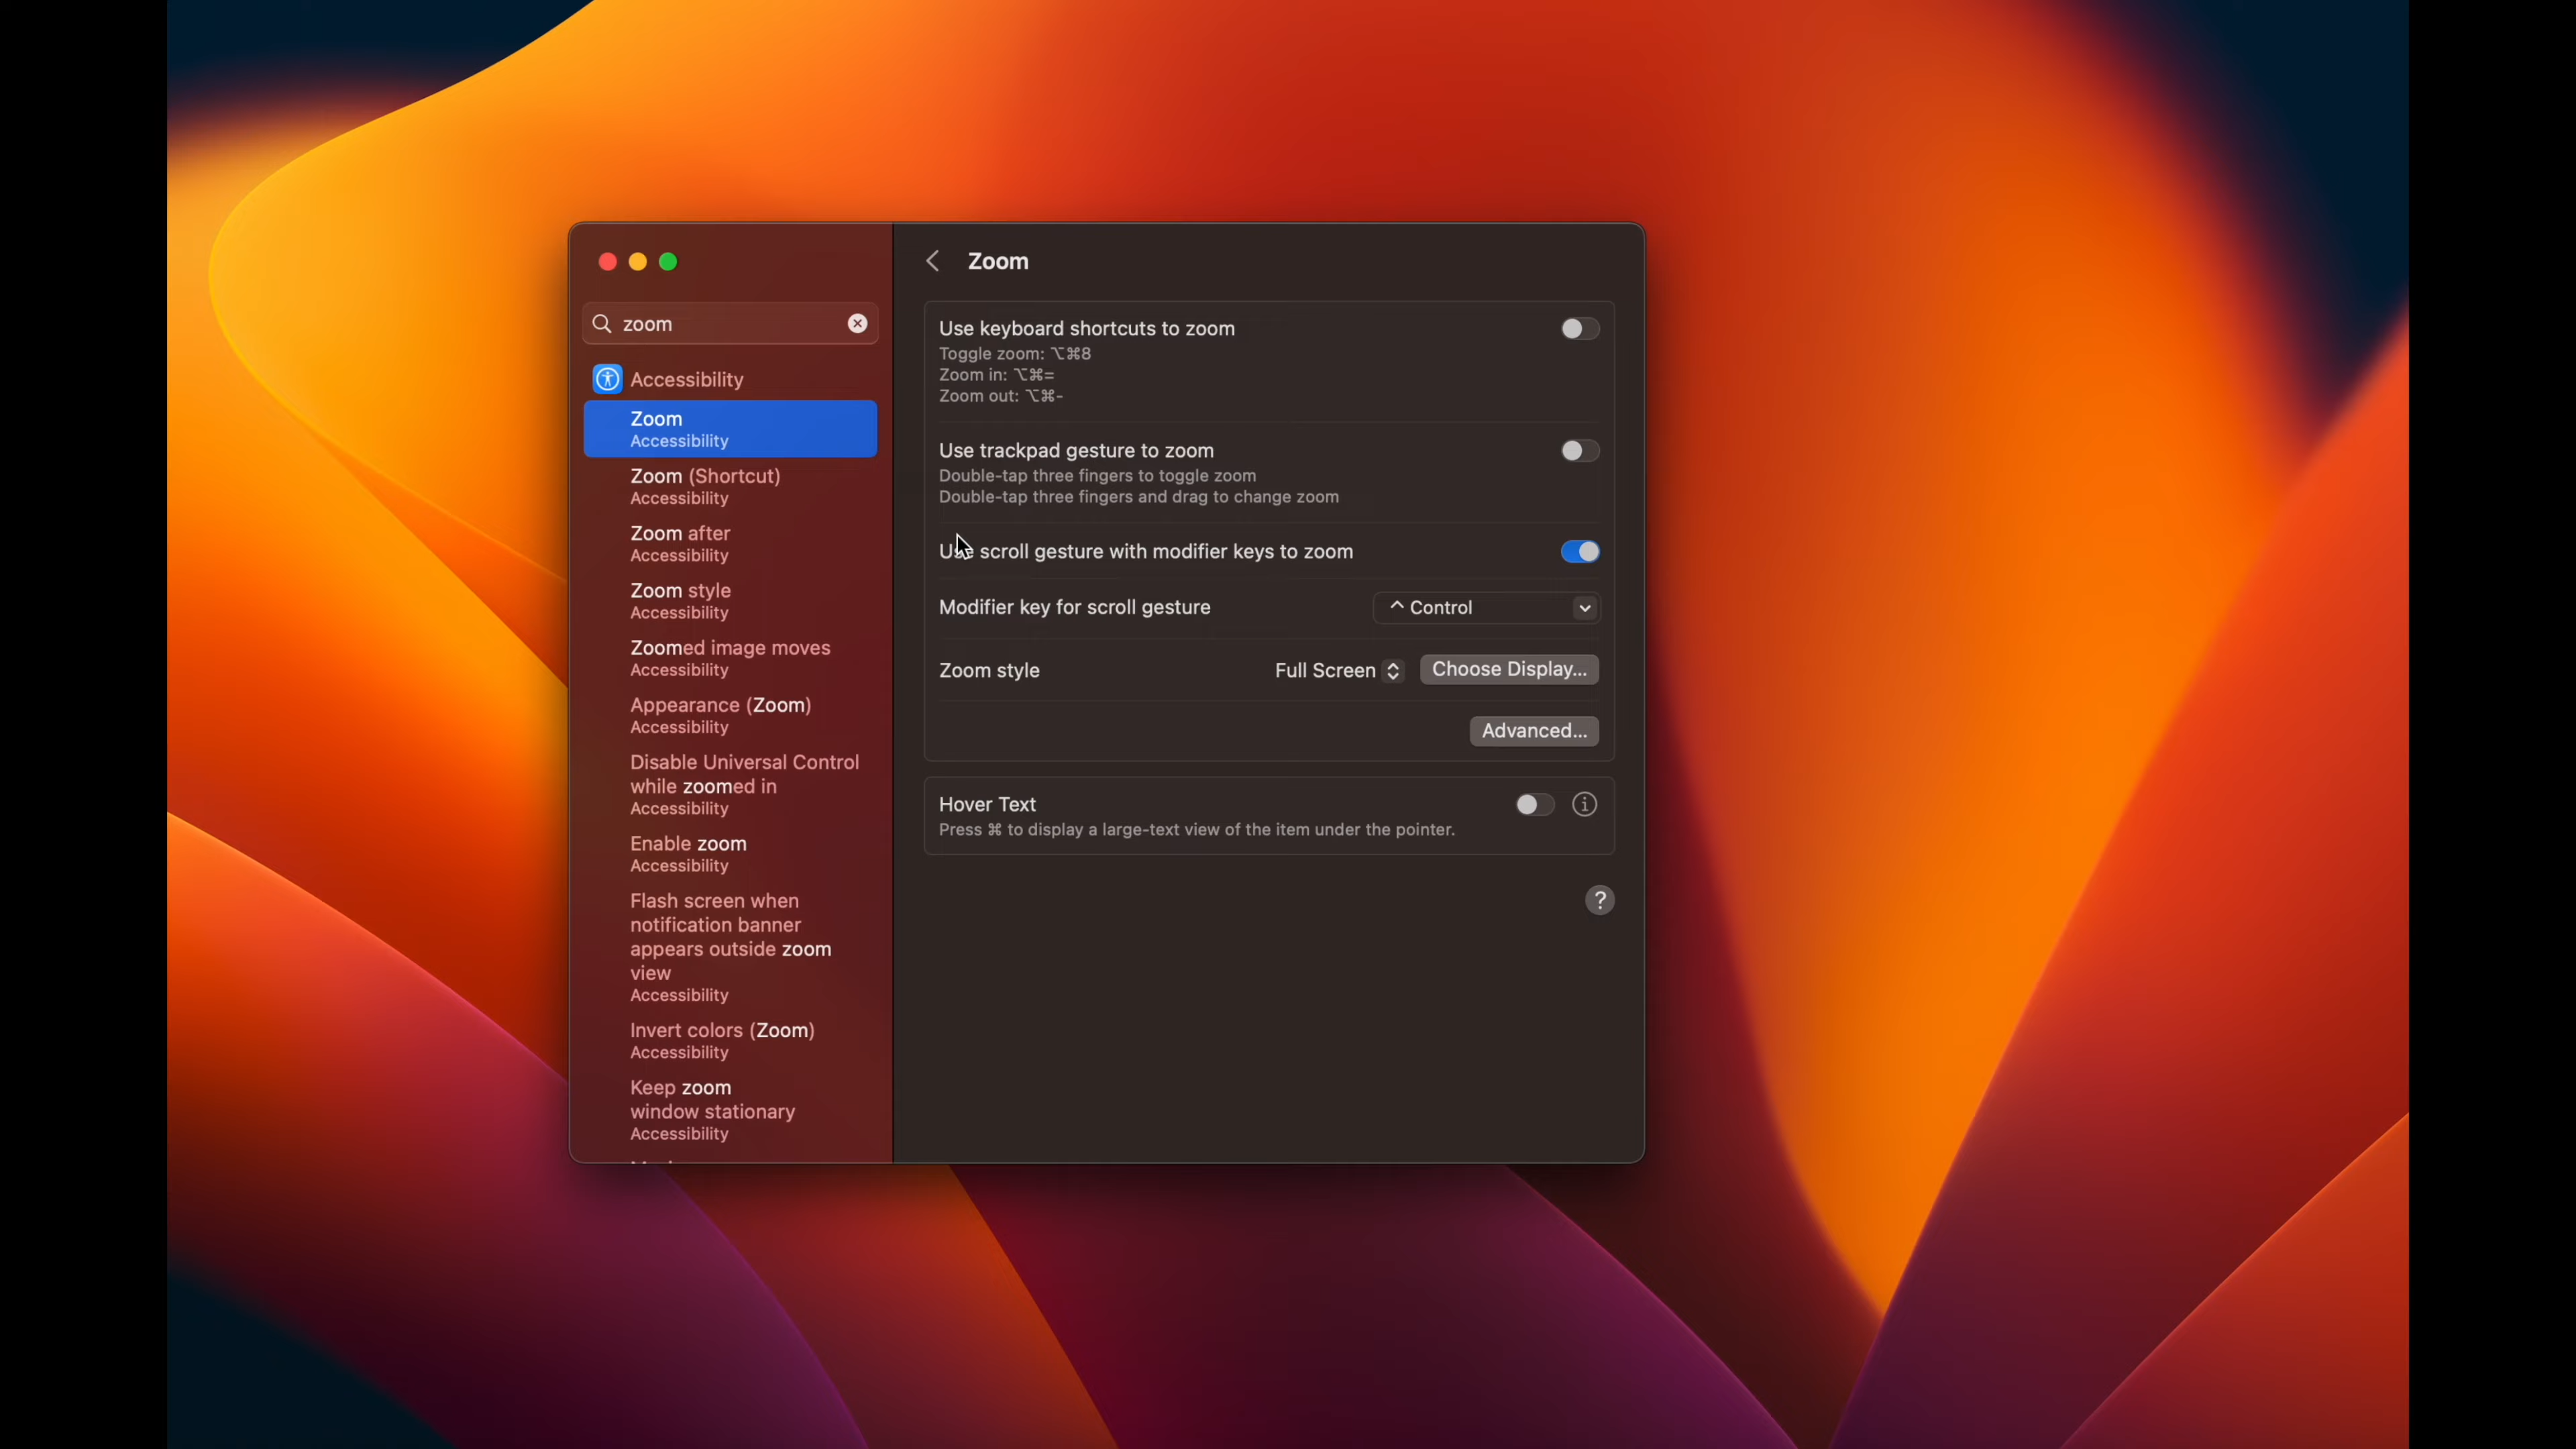 zoom
Accessibility
Zoom
Accessibility
Zoom (Shortcut)
Accessibility
Zoom after
Accessibility
Zoom style
Accessibility
Zoomed image moves
Accessibility
Appearance (Zoom)
Accessibility
Disable Universal Control
while zoomed in
Accessibility
Enable zoom
Accessibility
Flash screen when
notification banner
appears outside zoom
view
Accessibility
Invert colors (Zoom)
Accessibility
Keep zoom
window stationary
Accessibility
Zoom
Use keyboard shortcuts to zoom
Toggle zoom: ⌥⌘8
Zoom in: ⌥⌘=
Zoom out: ⌥⌘-
Use trackpad gesture to zoom
Double-tap three fingers to toggle zoom
Double-tap three fingers and drag to change zoom
Use scroll gesture with modifier keys to zoom
Modifier key for scroll gesture
^ Control
Zoom style
Full Screen
Choose Display...
Advanced...
Hover Text
Press ⌘ to display a large-text view of the item under the pointer.
?